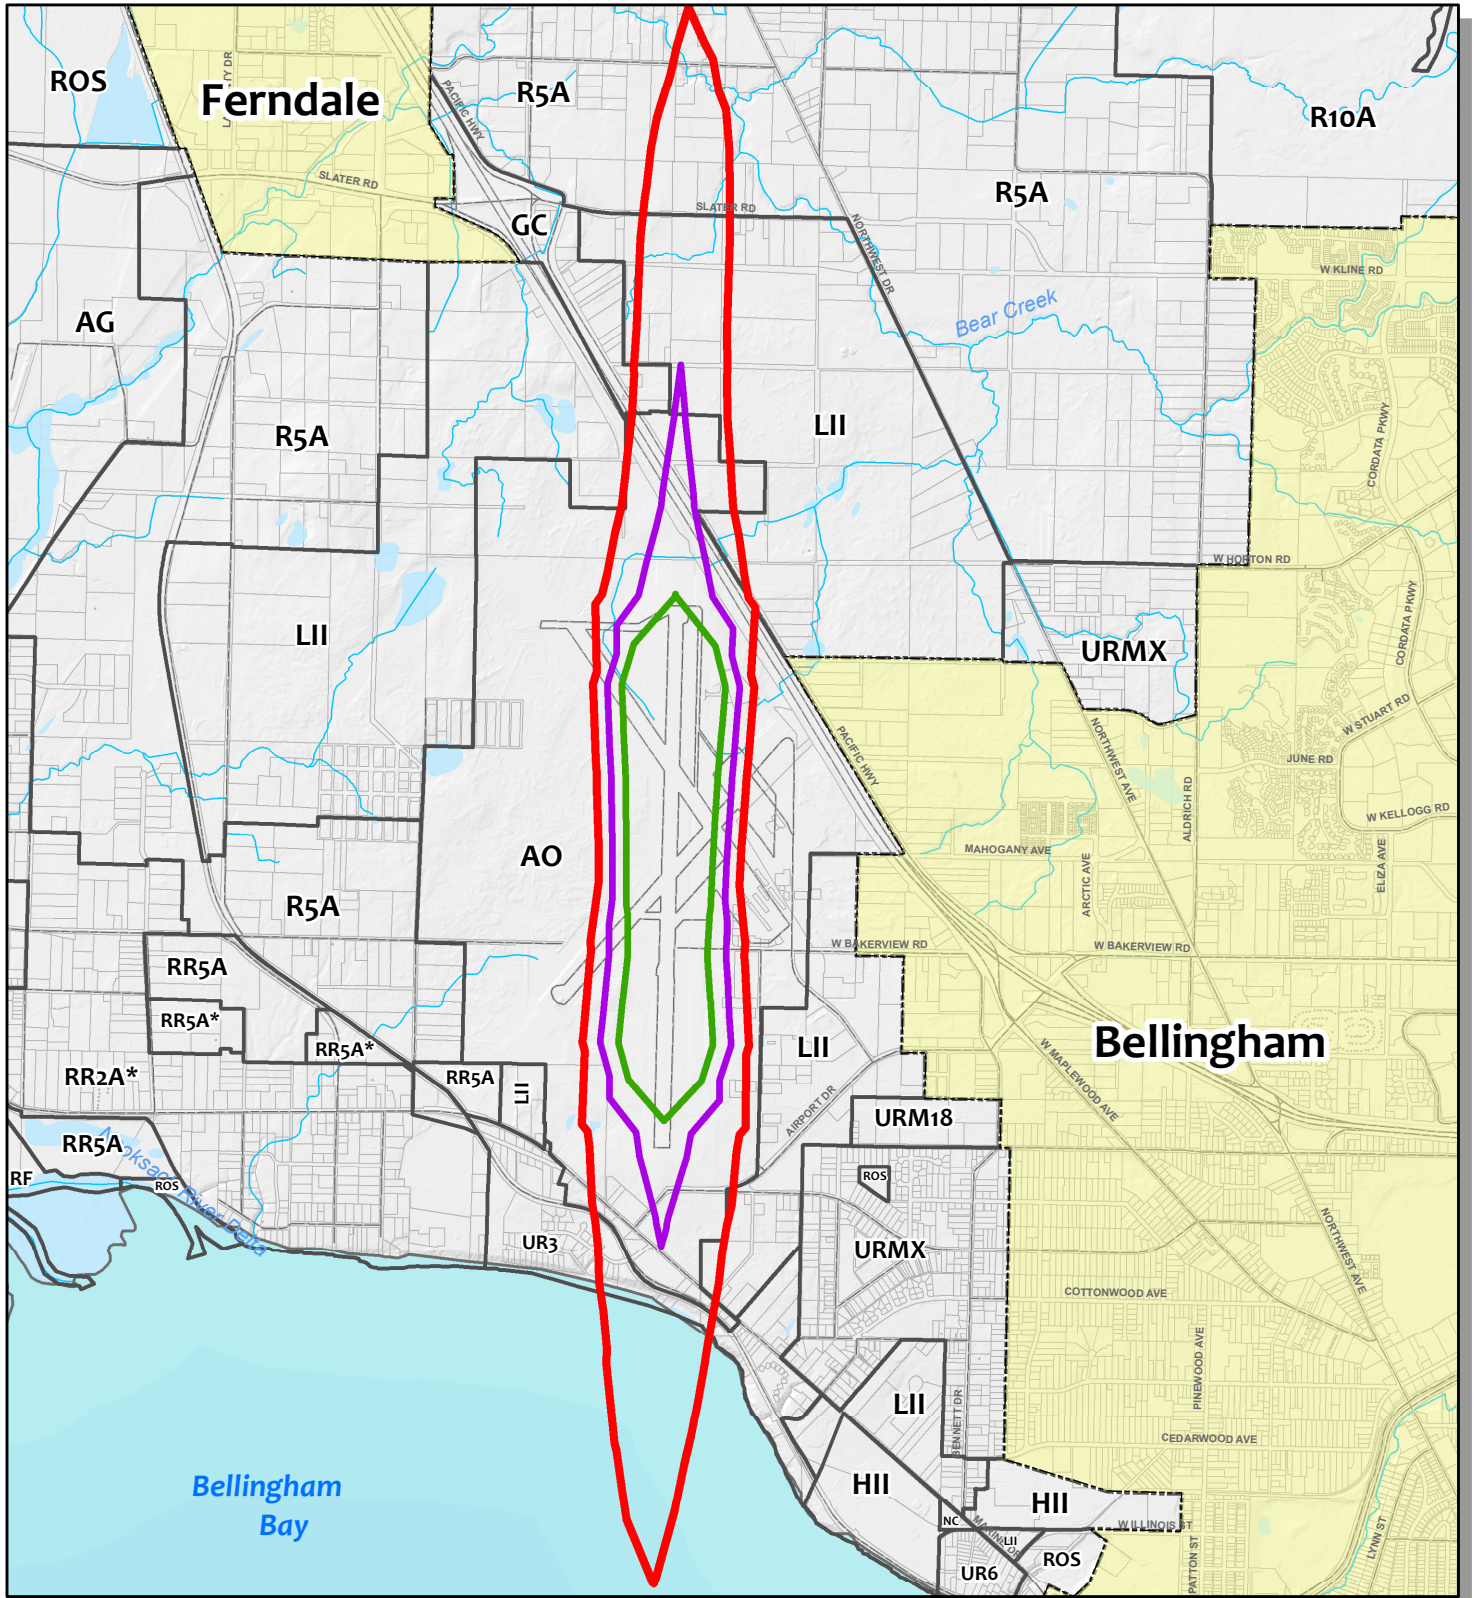 ROS
Ferndale
PACIFIC HWY
R5A
R10A
SLATER RD
R5A
SLATER RD
GC
NORTHWEST DR
W KLINE RD
AG
Bear Creek
R5A
LII
CORDATA PKWY
W HORTON RD
LII
URMX
CORDATA PKWY
W STUART RD
PACIFIC HWY
NORTHWEST AVE
JUNE RD
ALDRICH RD
W KELLOGG RD
AO
MAHOGANY AVE
ARCTIC AVE
ELIZA AVE
R5A
W BAKERVIEW RD
W BAKERVIEW RD
RR5A
RR5A*
RR5A*
Bellingham
LII
W MAPLEWOOD AVE
RR2A*
RR5A
LII
AIRPORT DR
URM18
RR5A
Nooksack River Delta
RF
ROS
ROS
UR3
URMX
NORTHWEST AVE
COTTONWOOD AVE
PINEWOOD AVE
LII
BENNETT DR
CEDARWOOD AVE
Bellingham
Bay
HII
HII
NC
MARINE DR
W ILLINOIS ST
LII
ROS
UR6
PATTON ST
LYNN ST